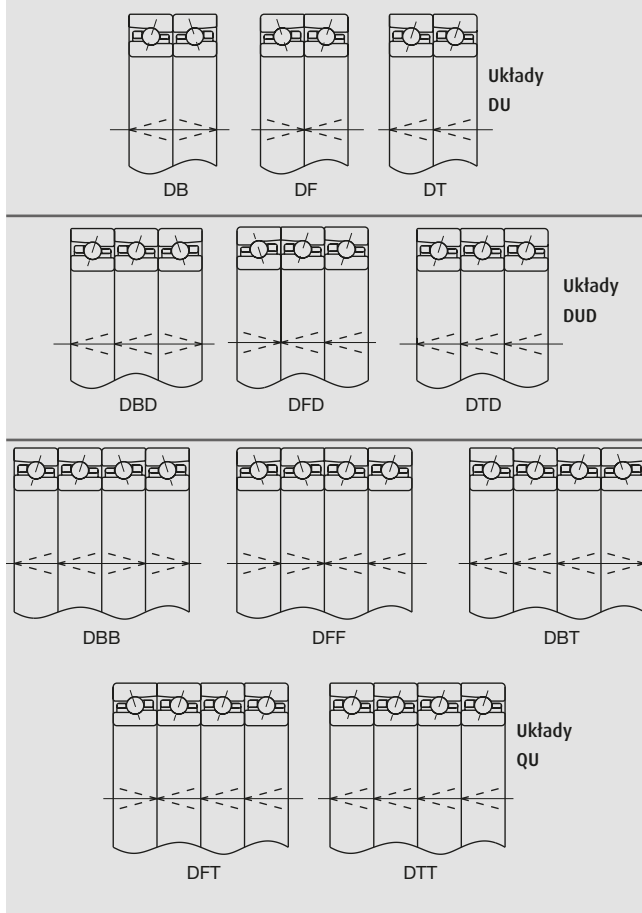 DB DF DT
Układy
DU
DBD DFD DTD
Układy
DUD
DBB DFF DBT
DFT DTT
Układy
QU